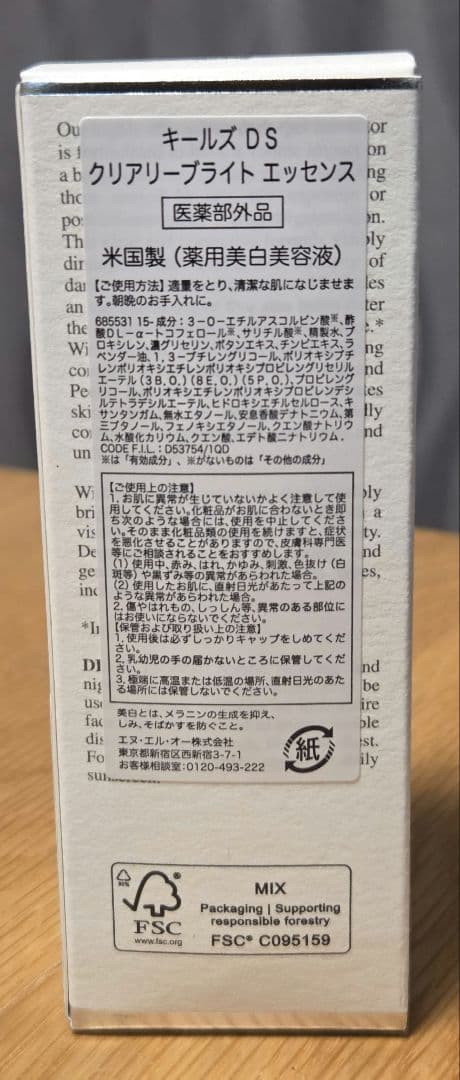 キールズ DS
クリアリーブライト エッセンス
医薬部外品
米国製（薬用美白美容液）
【ご使用方法】適量をとり、清潔な肌になじませます。朝晩のお手入れに。
685531 15-成分：3-O-エチルアスコルビン酸※、酢
酸DL-α-トコフェロール※、サリチル酸※、精製水、プ
ロキシレン、濃グリセリン、ボタンエキス、チンピエキス、ラ
ベンダー油、1,3-ブチレングリコール、ポリオキシブチ
レンポリオキシエチレンポリオキシプロピレングリセリル
エーテル（3B.O.）（8E.O.）（5P.O.）、プロピレングリ
コール、ポリオキシエチレンポリオキシプロピレンデシ
ルテトラデシルエーテル、ヒドロキシエチルセルロース、キ
サンタンガム、無水エタノール、安息香酸デナトニウム、第
三ブタノール、フェノキシエタノール、クエン酸ナトリウ
ム、水酸化カリウム、クエン酸、エデト酸二ナトリウム.
CODE F.I.L.：D53754/1QD
※は「有効成分」、※がないものは「その他の成分」
【ご使用上の注意】
1.お肌に異常が生じていないかよく注意して使
用してください。化粧品がお肌に合わないとき即
ち次のような場合には、使用を中止してくださ
い。そのまま化粧品類の使用を続けますと、症状
を悪化させることがありますので、皮膚科専門医
等にご相談されることをおすすめします。
（1）使用中、赤み、はれ、かゆみ、刺激、色抜け（白
斑等）や黒ずみ等の異常があらわれた場合。
（2）使用したお肌に、直射日光があたって上記の
ような異常があらわれた場合。
2.傷やはれもの、しっしん等、異常のある部位に
はお使いにならないでください。
【保管および取り扱い上の注意】
1.使用後は必ずしっかりキャップをしめてくだ
さい。
2.乳幼児の手の届かないところに保管してくだ
さい。
3.極端に高温または低温の場所、直射日光のあた
る場所には保管しないでください。
美白とは、メラニンの生成を抑え、
しみ、そばかすを防ぐこと。
エヌ・エル・オー株式会社
東京都新宿区西新宿3-7-1
お客様相談室：0120-493-222
紙
FSC
www.fsc.org
MIX
Packaging | Supporting
responsible forestry
FSC® C095159